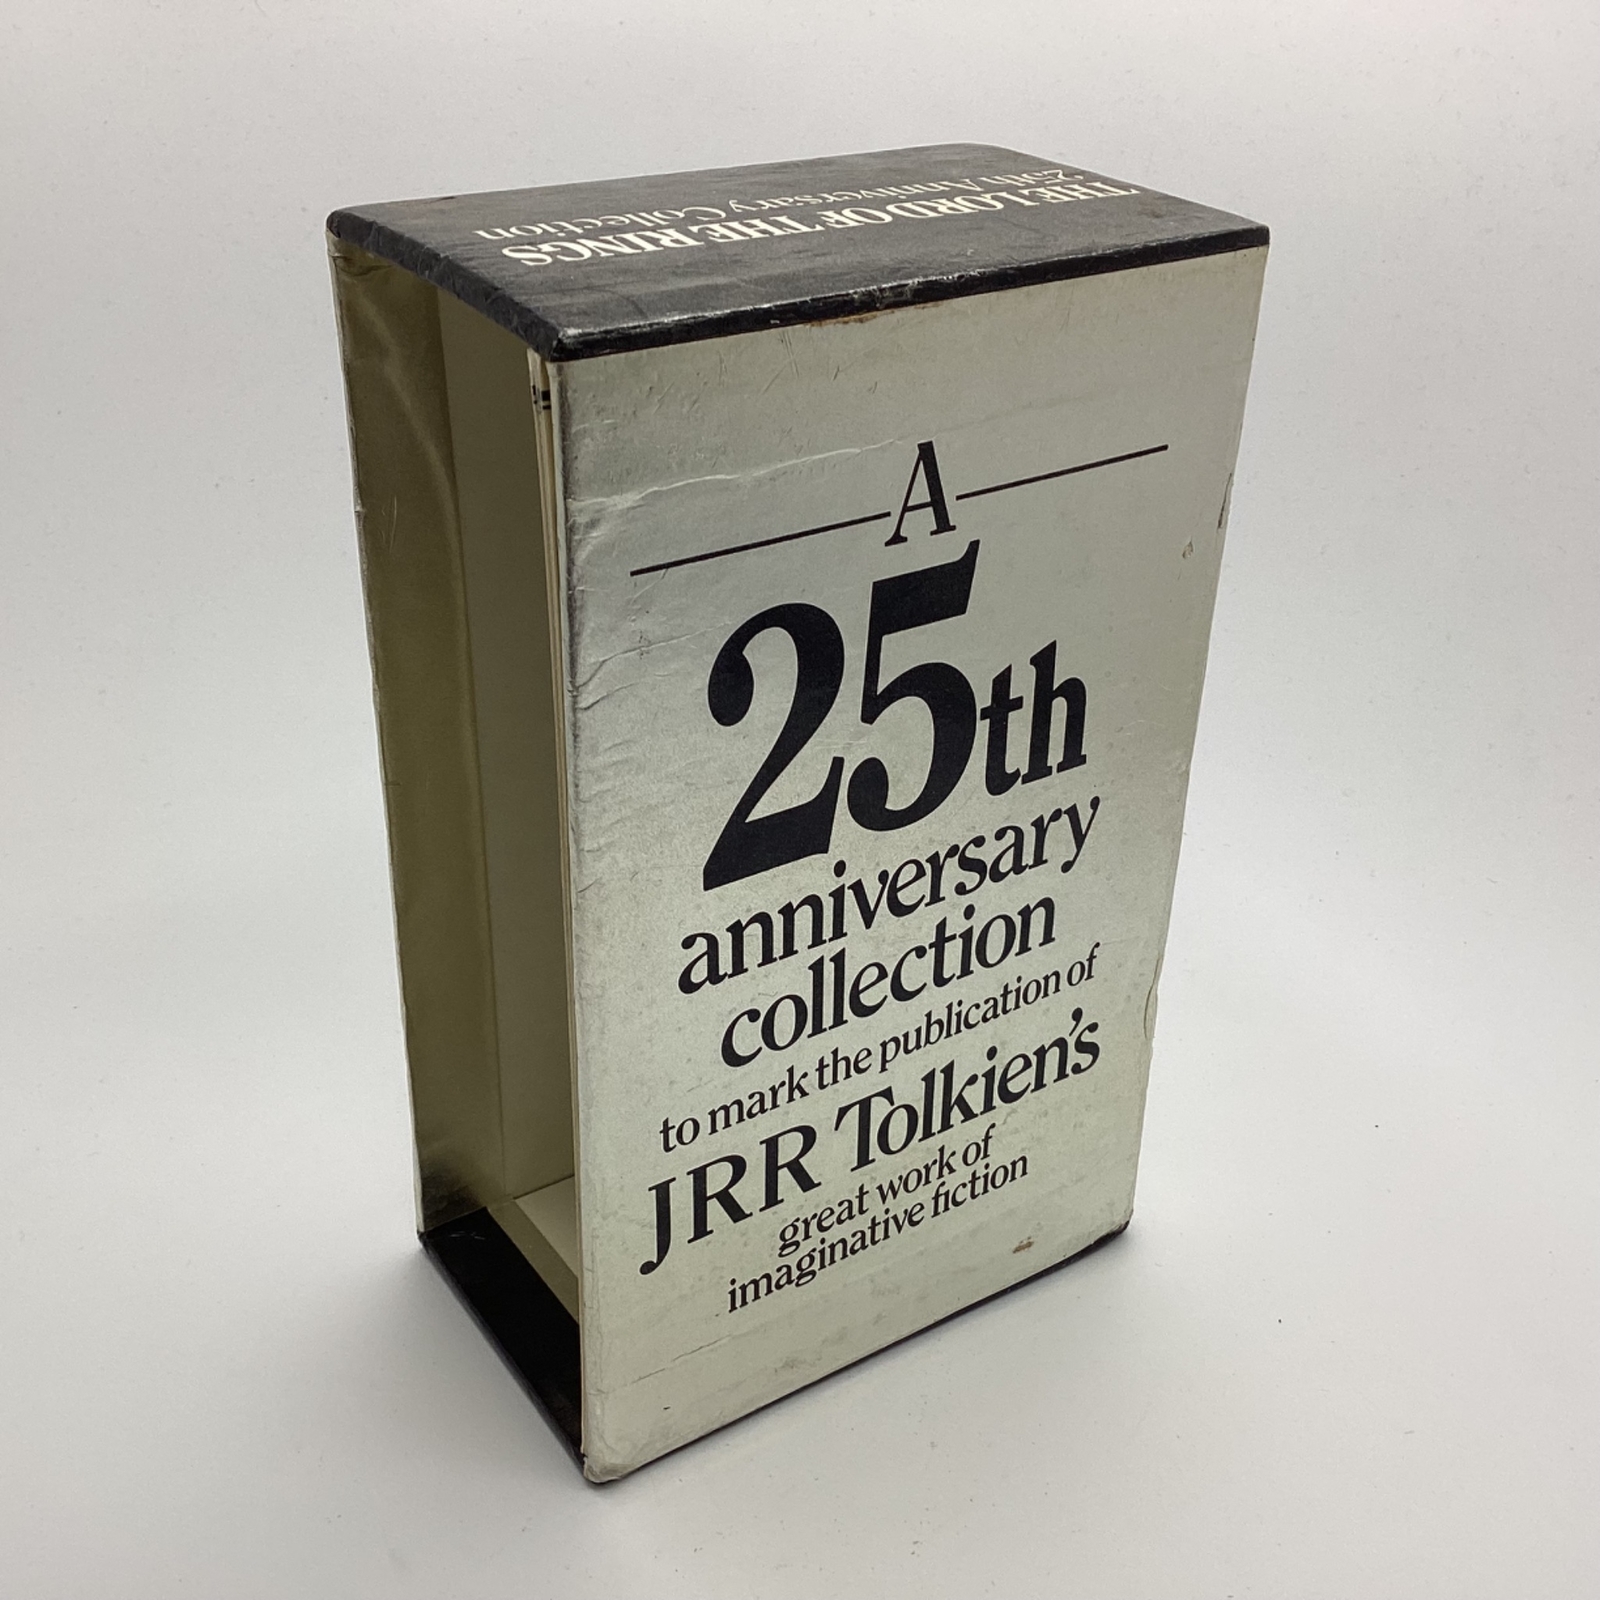 THE LORD OF THE RINGS
25th Anniversary Collection
A
25th
anniversary
collection
to mark the publication of
JRR Tolkien's
great work of
imaginative fiction